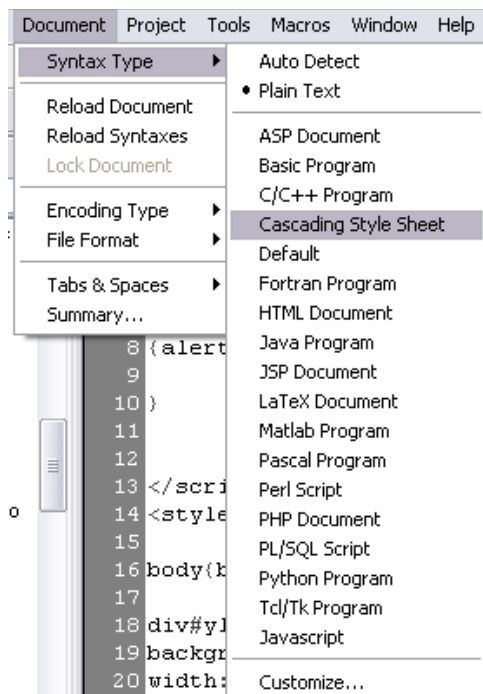 Document Project Tools Macros Window Help
Syntax Type
Reload Document
Reload Syntaxes
Lock Document
Encoding Type
File Format
Tabs & Spaces
Summary...
Auto Detect
Plain Text
ASP Document
Basic Program
C/C++ Program
Cascading Style Sheet
Default
Fortran Program
HTML Document
Java Program
JSP Document
LaTeX Document
Matlab Program
Pascal Program
Perl Script
PHP Document
PL/SQL Script
Python Program
Tcl/Tk Program
Javascript
Customize...
8 {alert
9
10 }
11
12
13 </scri
14 <style
15
16 body{b
17
18 div#yl
19 backgr
20 width:
o